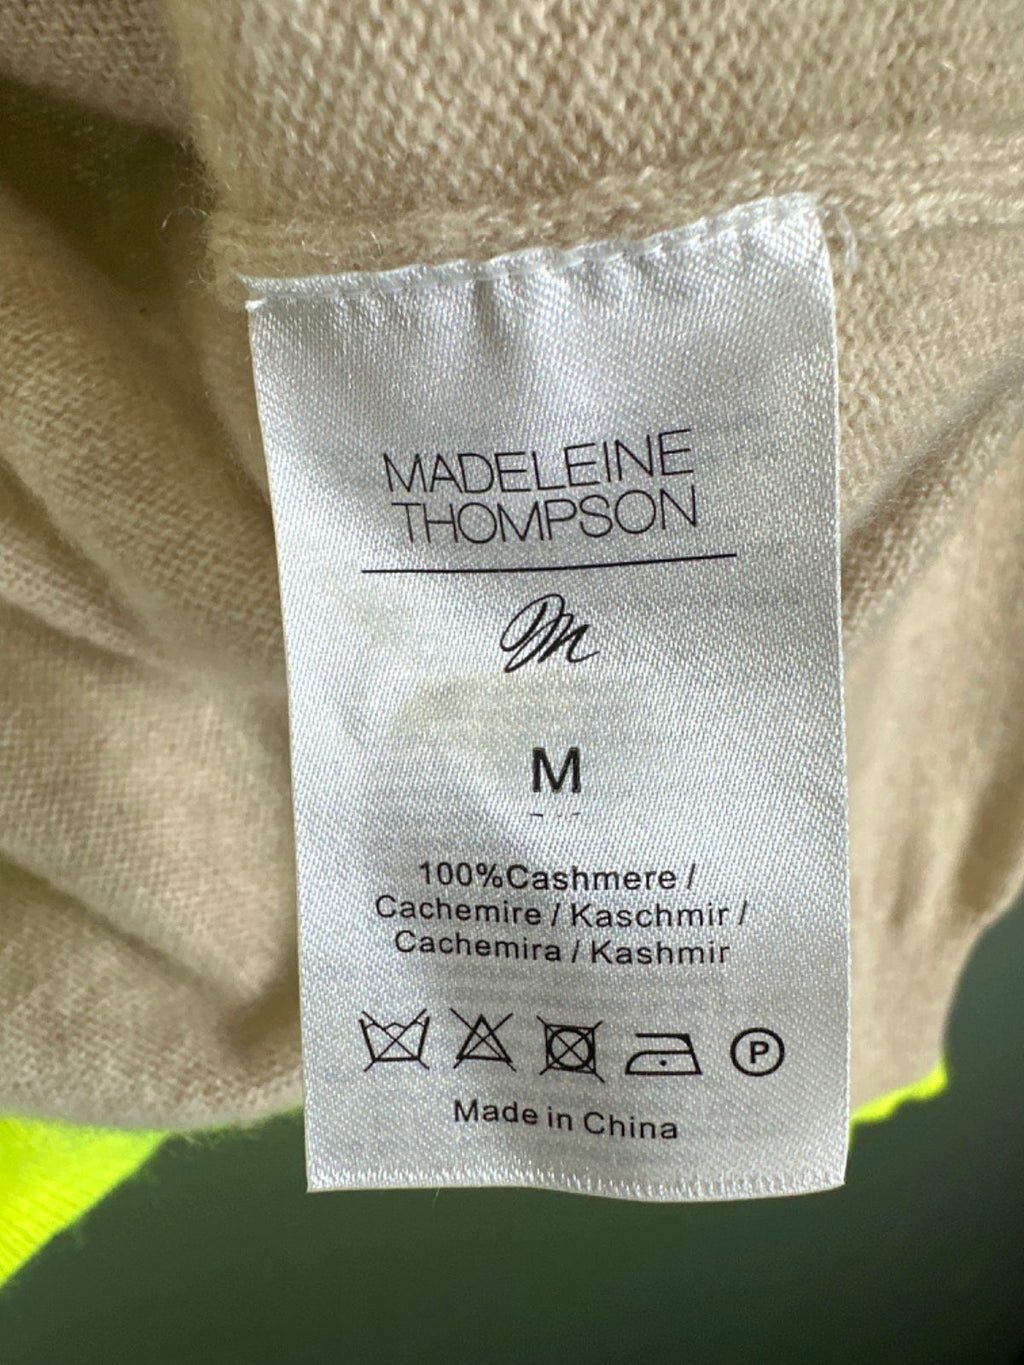 MADELEINE
THOMPSON
M
100%Cashmere /
Cachemire / Kaschmir /
Cachemira / Kashmir
P
Made in China